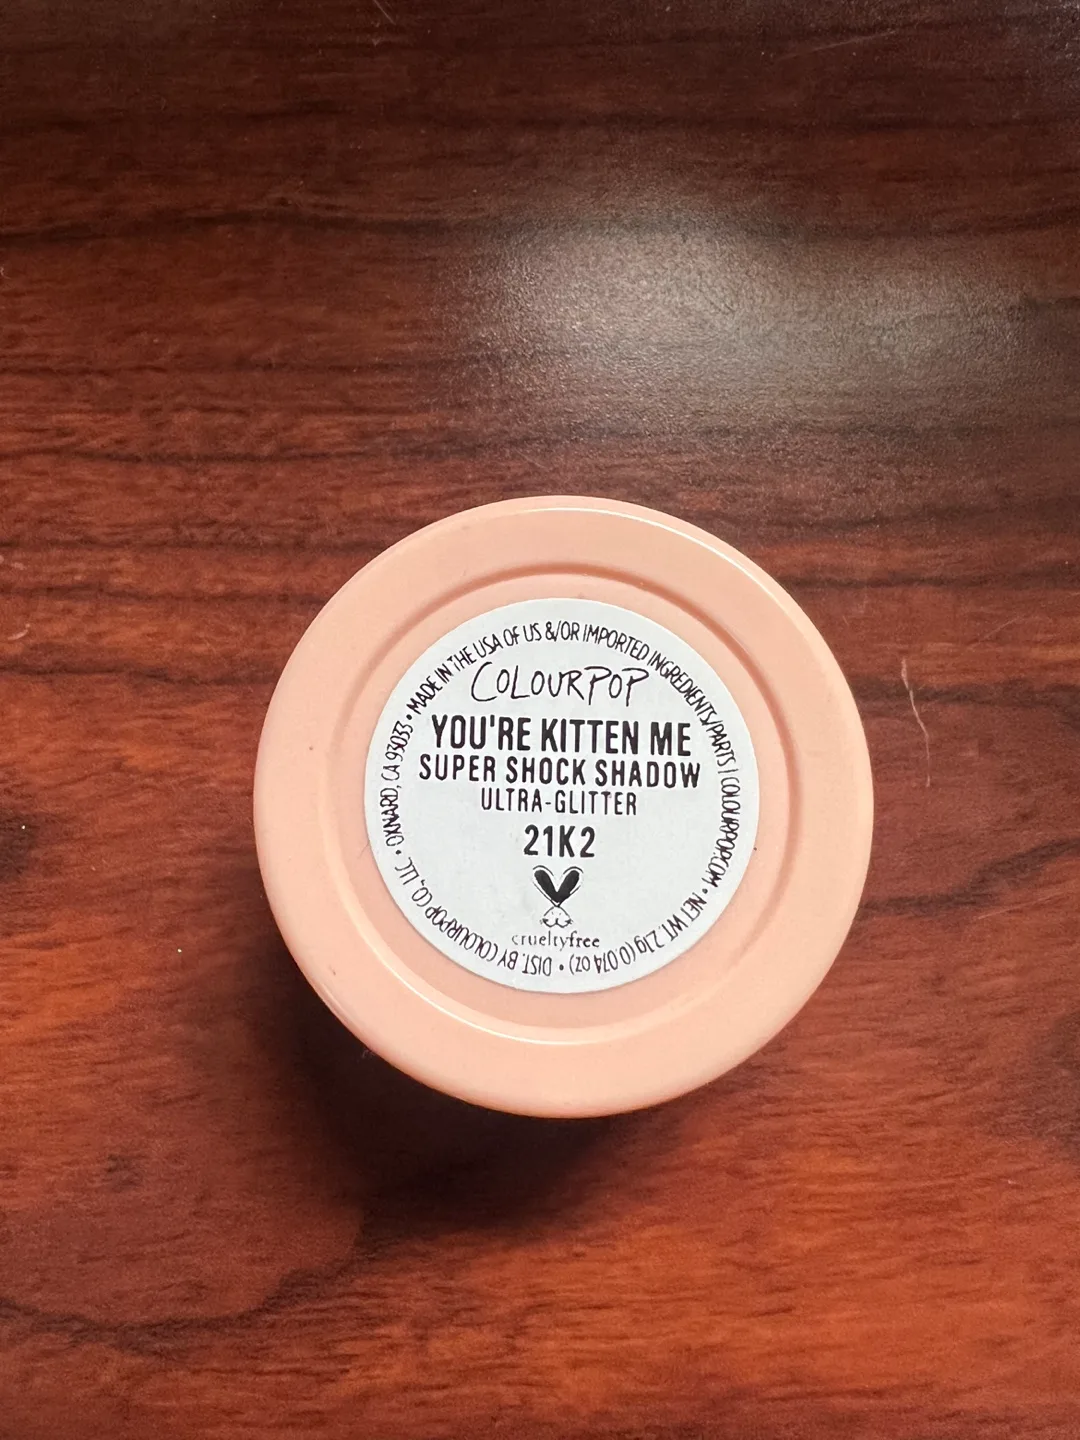 COLOURPOP
YOU'RE KITTEN ME
SUPER SHOCK SHADOW
ULTRA-GLITTER
21K2
crueltyfree
MADE IN THE USA OF US &/OR IMPORTED INGREDIENTS/PARTS | COLOURPOP.COM • NET WT. 2.1g (0.074 oz) • DIST. BY COLOURPOP CO, LLC • OXNARD, CA 93033 •